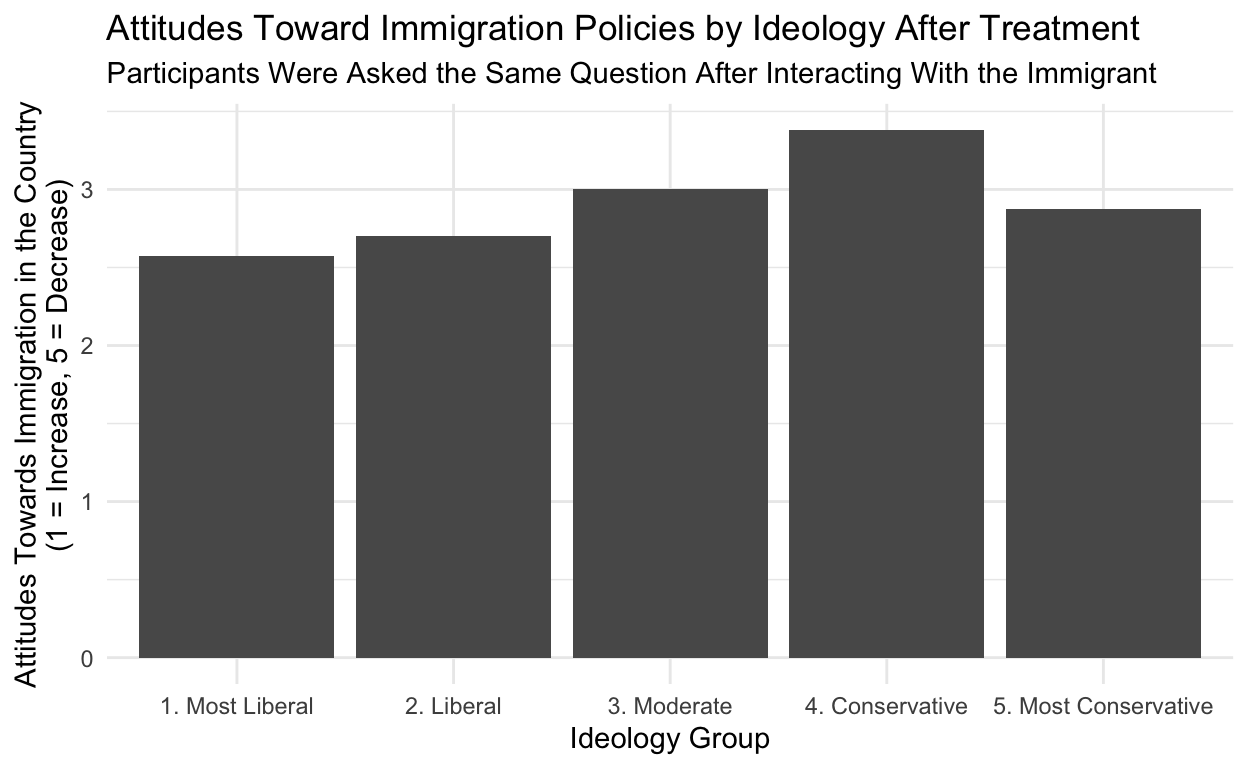 Attitudes Toward Immigration Policies by Ideology After Treatment
Participants Were Asked the Same Question After Interacting With the Immigrant
Attitudes Towards Immigration in the Country
(1 = Increase, 5 = Decrease)
3
2
1
0
1. Most Liberal
2. Liberal
3. Moderate
4. Conservative
5. Most Conservative
Ideology Group